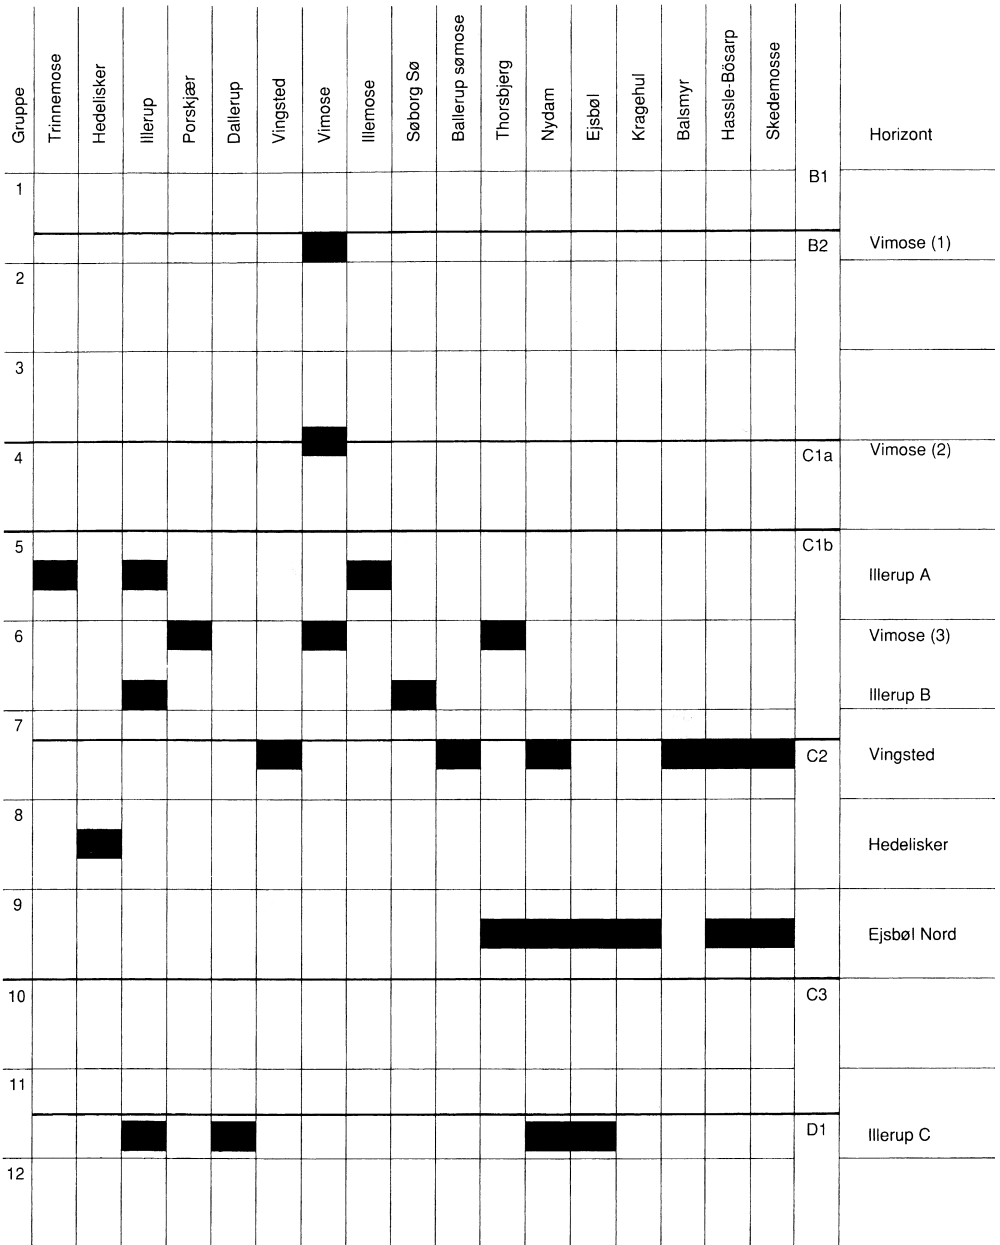 Gruppe
Trinnemose
Hedelisker
Illerup
Porskjær
Dallerup
Vingsted
Vimose
Illemose
Søborg Sø
Ballerup sømose
Thorsbjerg
Nydam
Ejsbøl
Kragehul
Balsmyr
Hassle-Bösarp
Skedemosse
Horizont
1 B1
B2 Vimose (1)
2
3
4 C1a Vimose (2)
5 C1b
Illerup A
6 Vimose (3)
Illerup B
7
C2 Vingsted
8
Hedelisker
9
Ejsbøl Nord
10 C3
11
D1 Illerup C
12